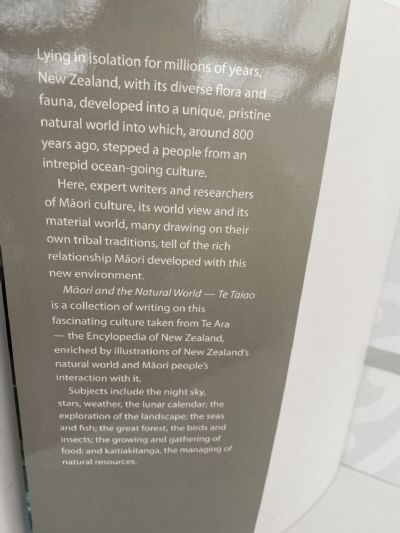 Lying in isolation for millions of years,
New Zealand, with its diverse flora and
fauna, developed into a unique, pristine
natural world into which, around 800
years ago, stepped a people from an
intrepid ocean-going culture.
Here, expert writers and researchers
of Māori culture, its world view and its
material world, many drawing on their
own tribal traditions, tell of the rich
relationship Māori developed with this
new environment.
Māori and the Natural World — Te Taiao
is a collection of writing on this
fascinating culture taken from Te Ara
— the Encylopedia of New Zealand,
enriched by illustrations of New Zealand's
natural world and Māori people's
interaction with it.
Subjects include the night sky,
stars, weather, the lunar calendar; the
exploration of the landscape; the seas
and fish; the great forest, the birds and
insects; the growing and gathering of
food; and kaitiakitanga, the managing of
natural resources.